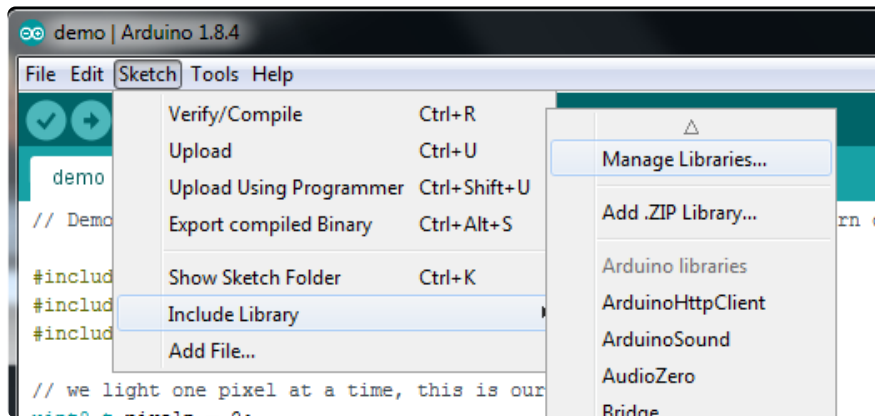 demo | Arduino 1.8.4
File Edit Sketch Tools Help
Verify/Compile Ctrl+R
Upload Ctrl+U
Upload Using Programmer Ctrl+Shift+U
Export compiled Binary Ctrl+Alt+S
Show Sketch Folder Ctrl+K
Include Library
Add File...
Manage Libraries...
Add .ZIP Library...
Arduino libraries
ArduinoHttpClient
ArduinoSound
AudioZero
Bridge
demo
// Demo
#includ
#includ
#includ
// we light one pixel at a time, this is our